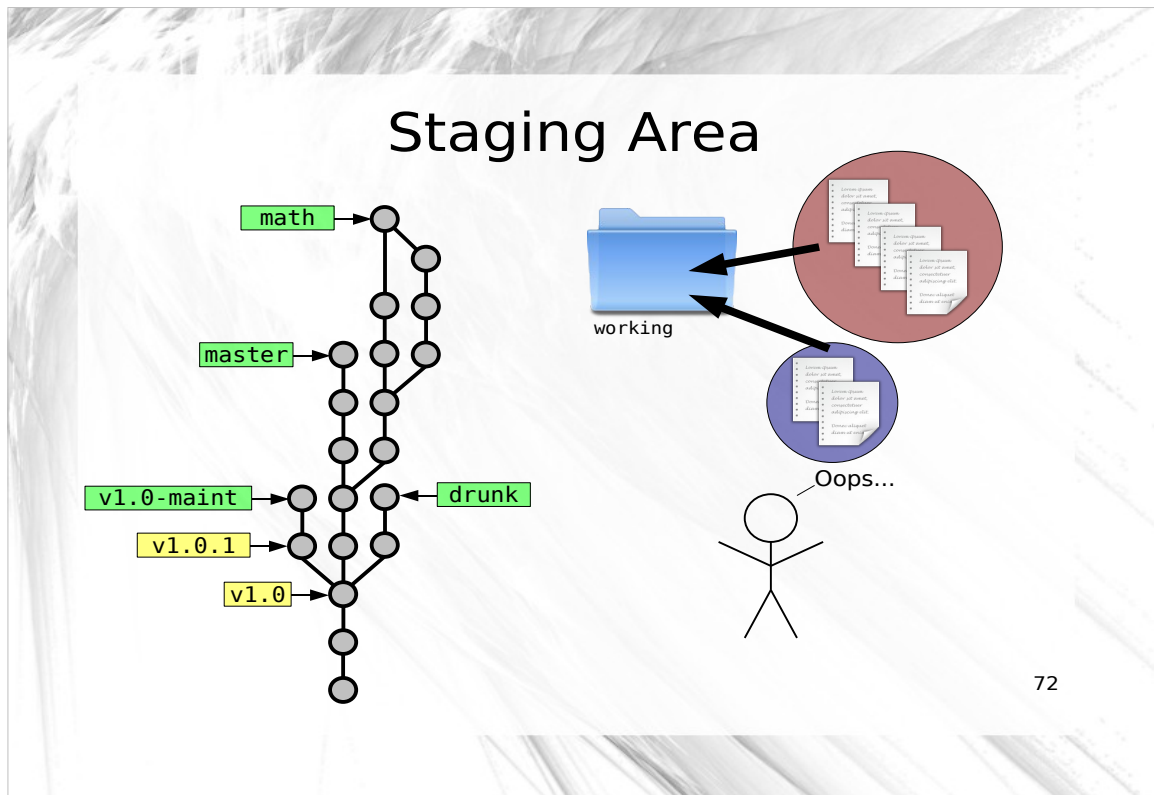 Staging Area
math
working
master
Oops...
v1.0-maint
drunk
v1.0.1
v1.0
72